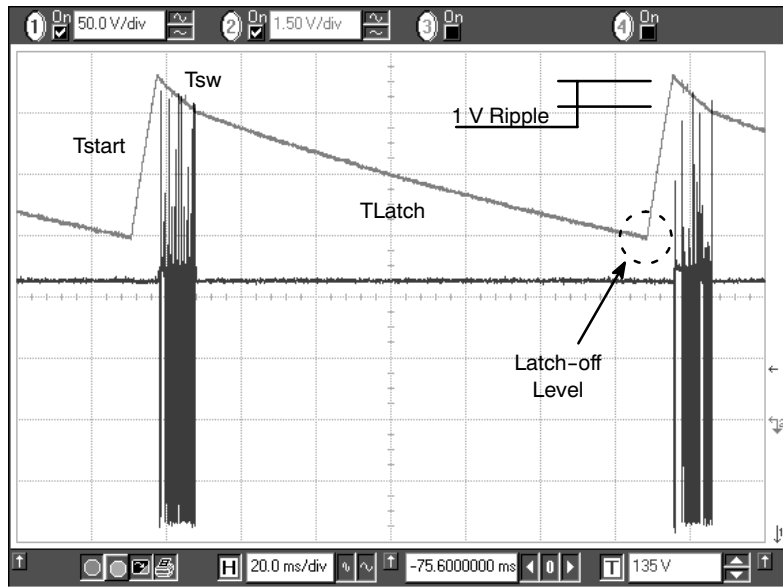 1 On 50.0 V/div 2 On 1.50 V/div 3 On 4 On
Tsw
1 V Ripple
Tstart
TLatch
Latch-off
Level
H 20.0 ms/div -75.6000000 ms 0 T 135 V